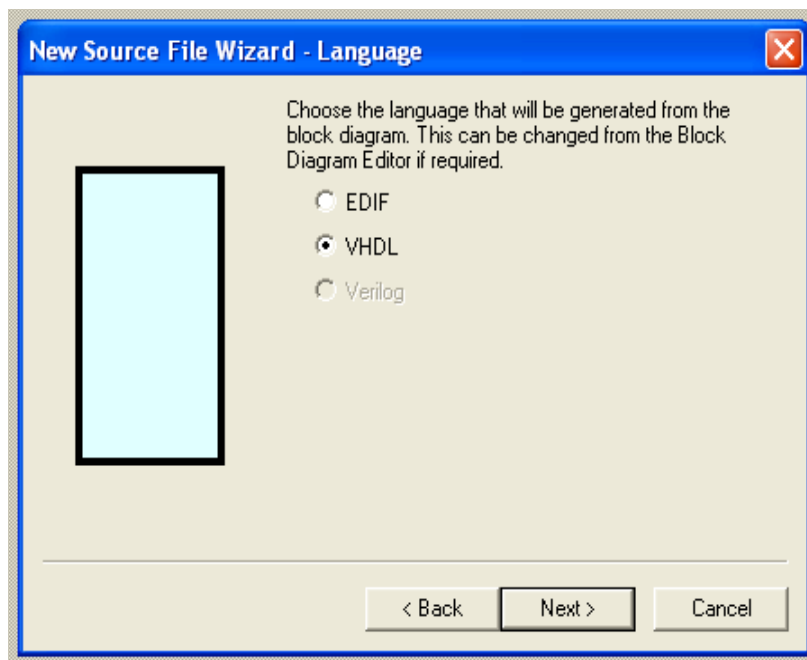 New Source File Wizard - Language
Choose the language that will be generated from the
block diagram. This can be changed from the Block
Diagram Editor if required.
EDIF
VHDL
Verilog
< Back Next > Cancel